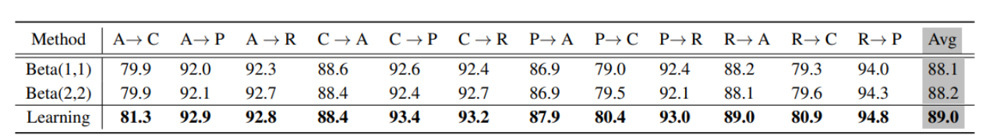 Method A→ C A→ P A → R C → A C → P C → R P→ A P→ C P→ R R→ A R→ C R→ P Avg
Beta(1,1) 79.9 92.0 92.3 88.6 92.6 92.4 86.9 79.0 92.4 88.2 79.3 94.0 88.1
Beta(2,2) 79.9 92.1 92.7 88.4 92.4 92.7 86.9 79.5 92.1 88.1 79.6 94.3 88.2
Learning 81.3 92.9 92.8 88.4 93.4 93.2 87.9 80.4 93.0 89.0 80.9 94.8 89.0